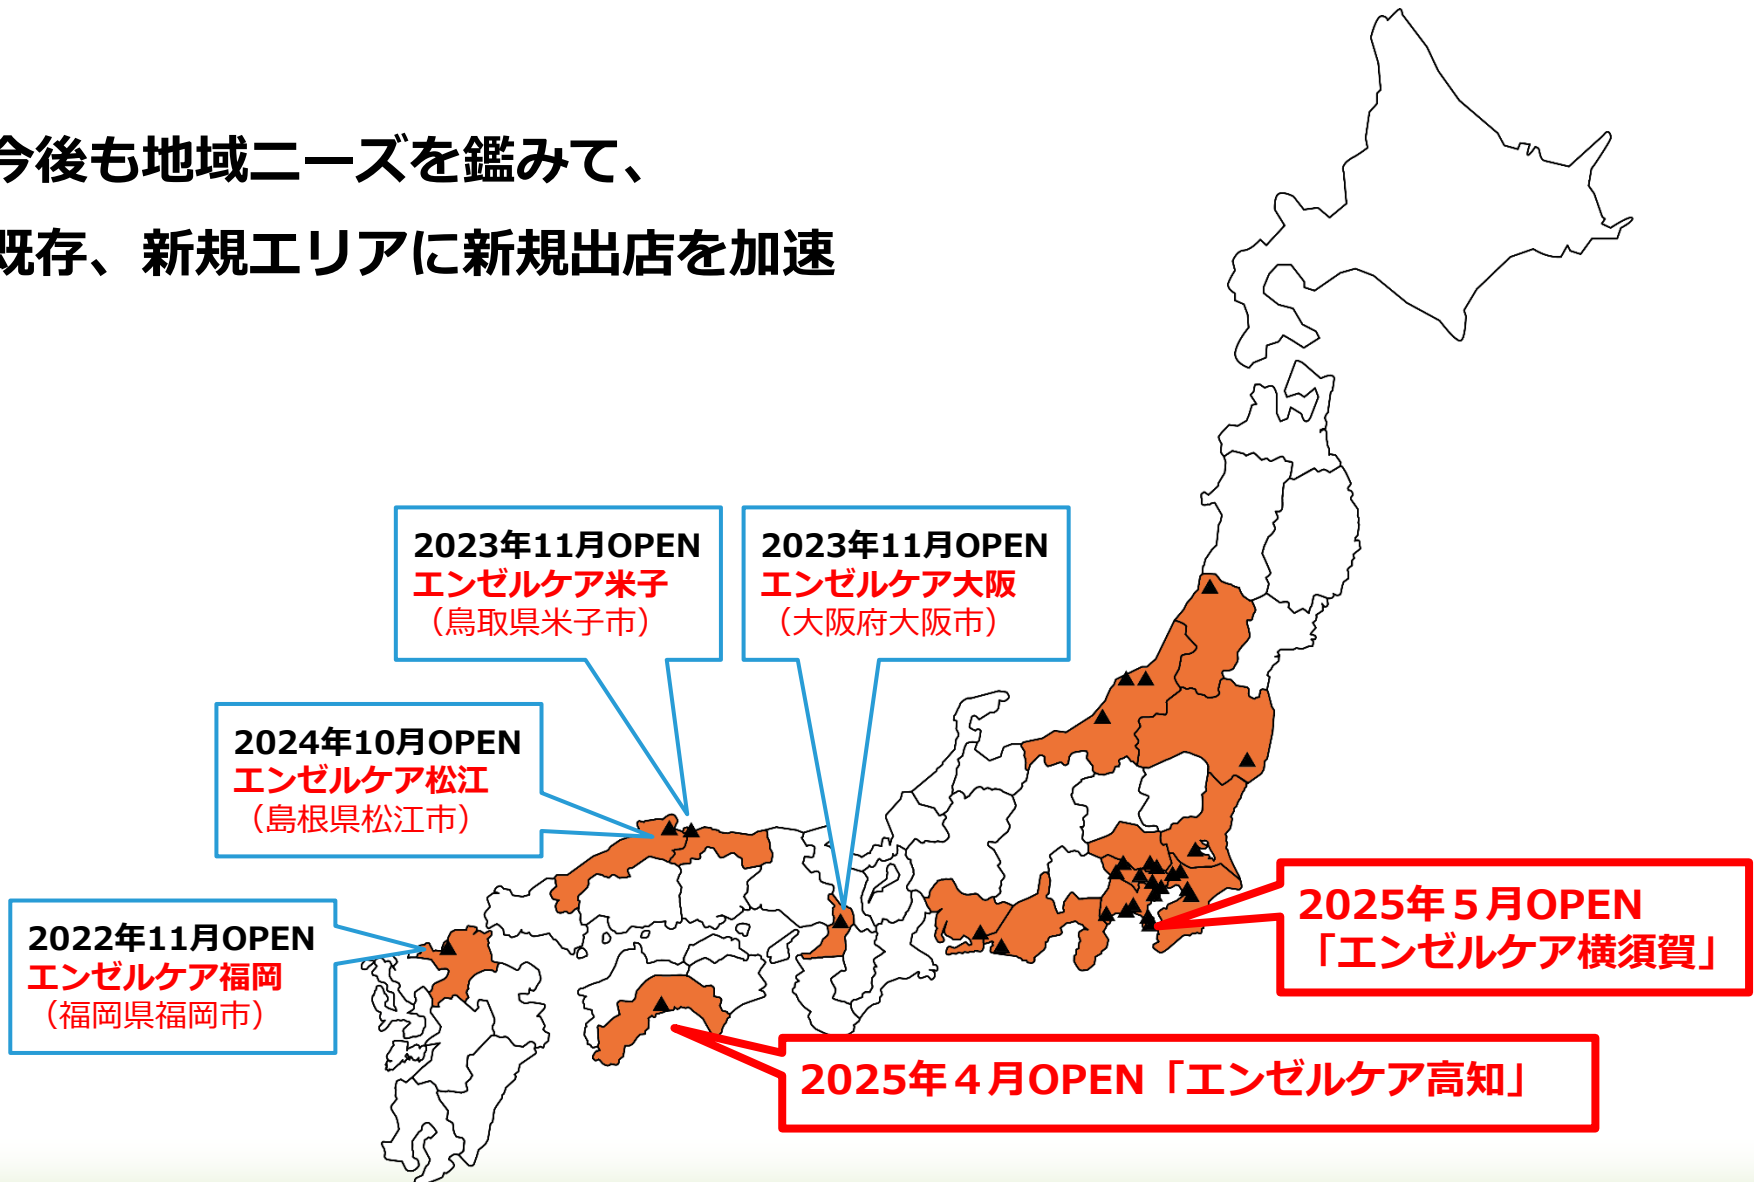 今後も地域ニーズを鑑みて、
既存、新規エリアに新規出店を加速
2023年11月OPEN
エンゼルケア米子
（鳥取県米子市）
2023年11月OPEN
エンゼルケア大阪
（大阪府大阪市）
2024年10月OPEN
エンゼルケア松江
（島根県松江市）
2022年11月OPEN
エンゼルケア福岡
（福岡県福岡市）
2025年５月OPEN
「エンゼルケア横須賀」
2025年４月OPEN「エンゼルケア高知」